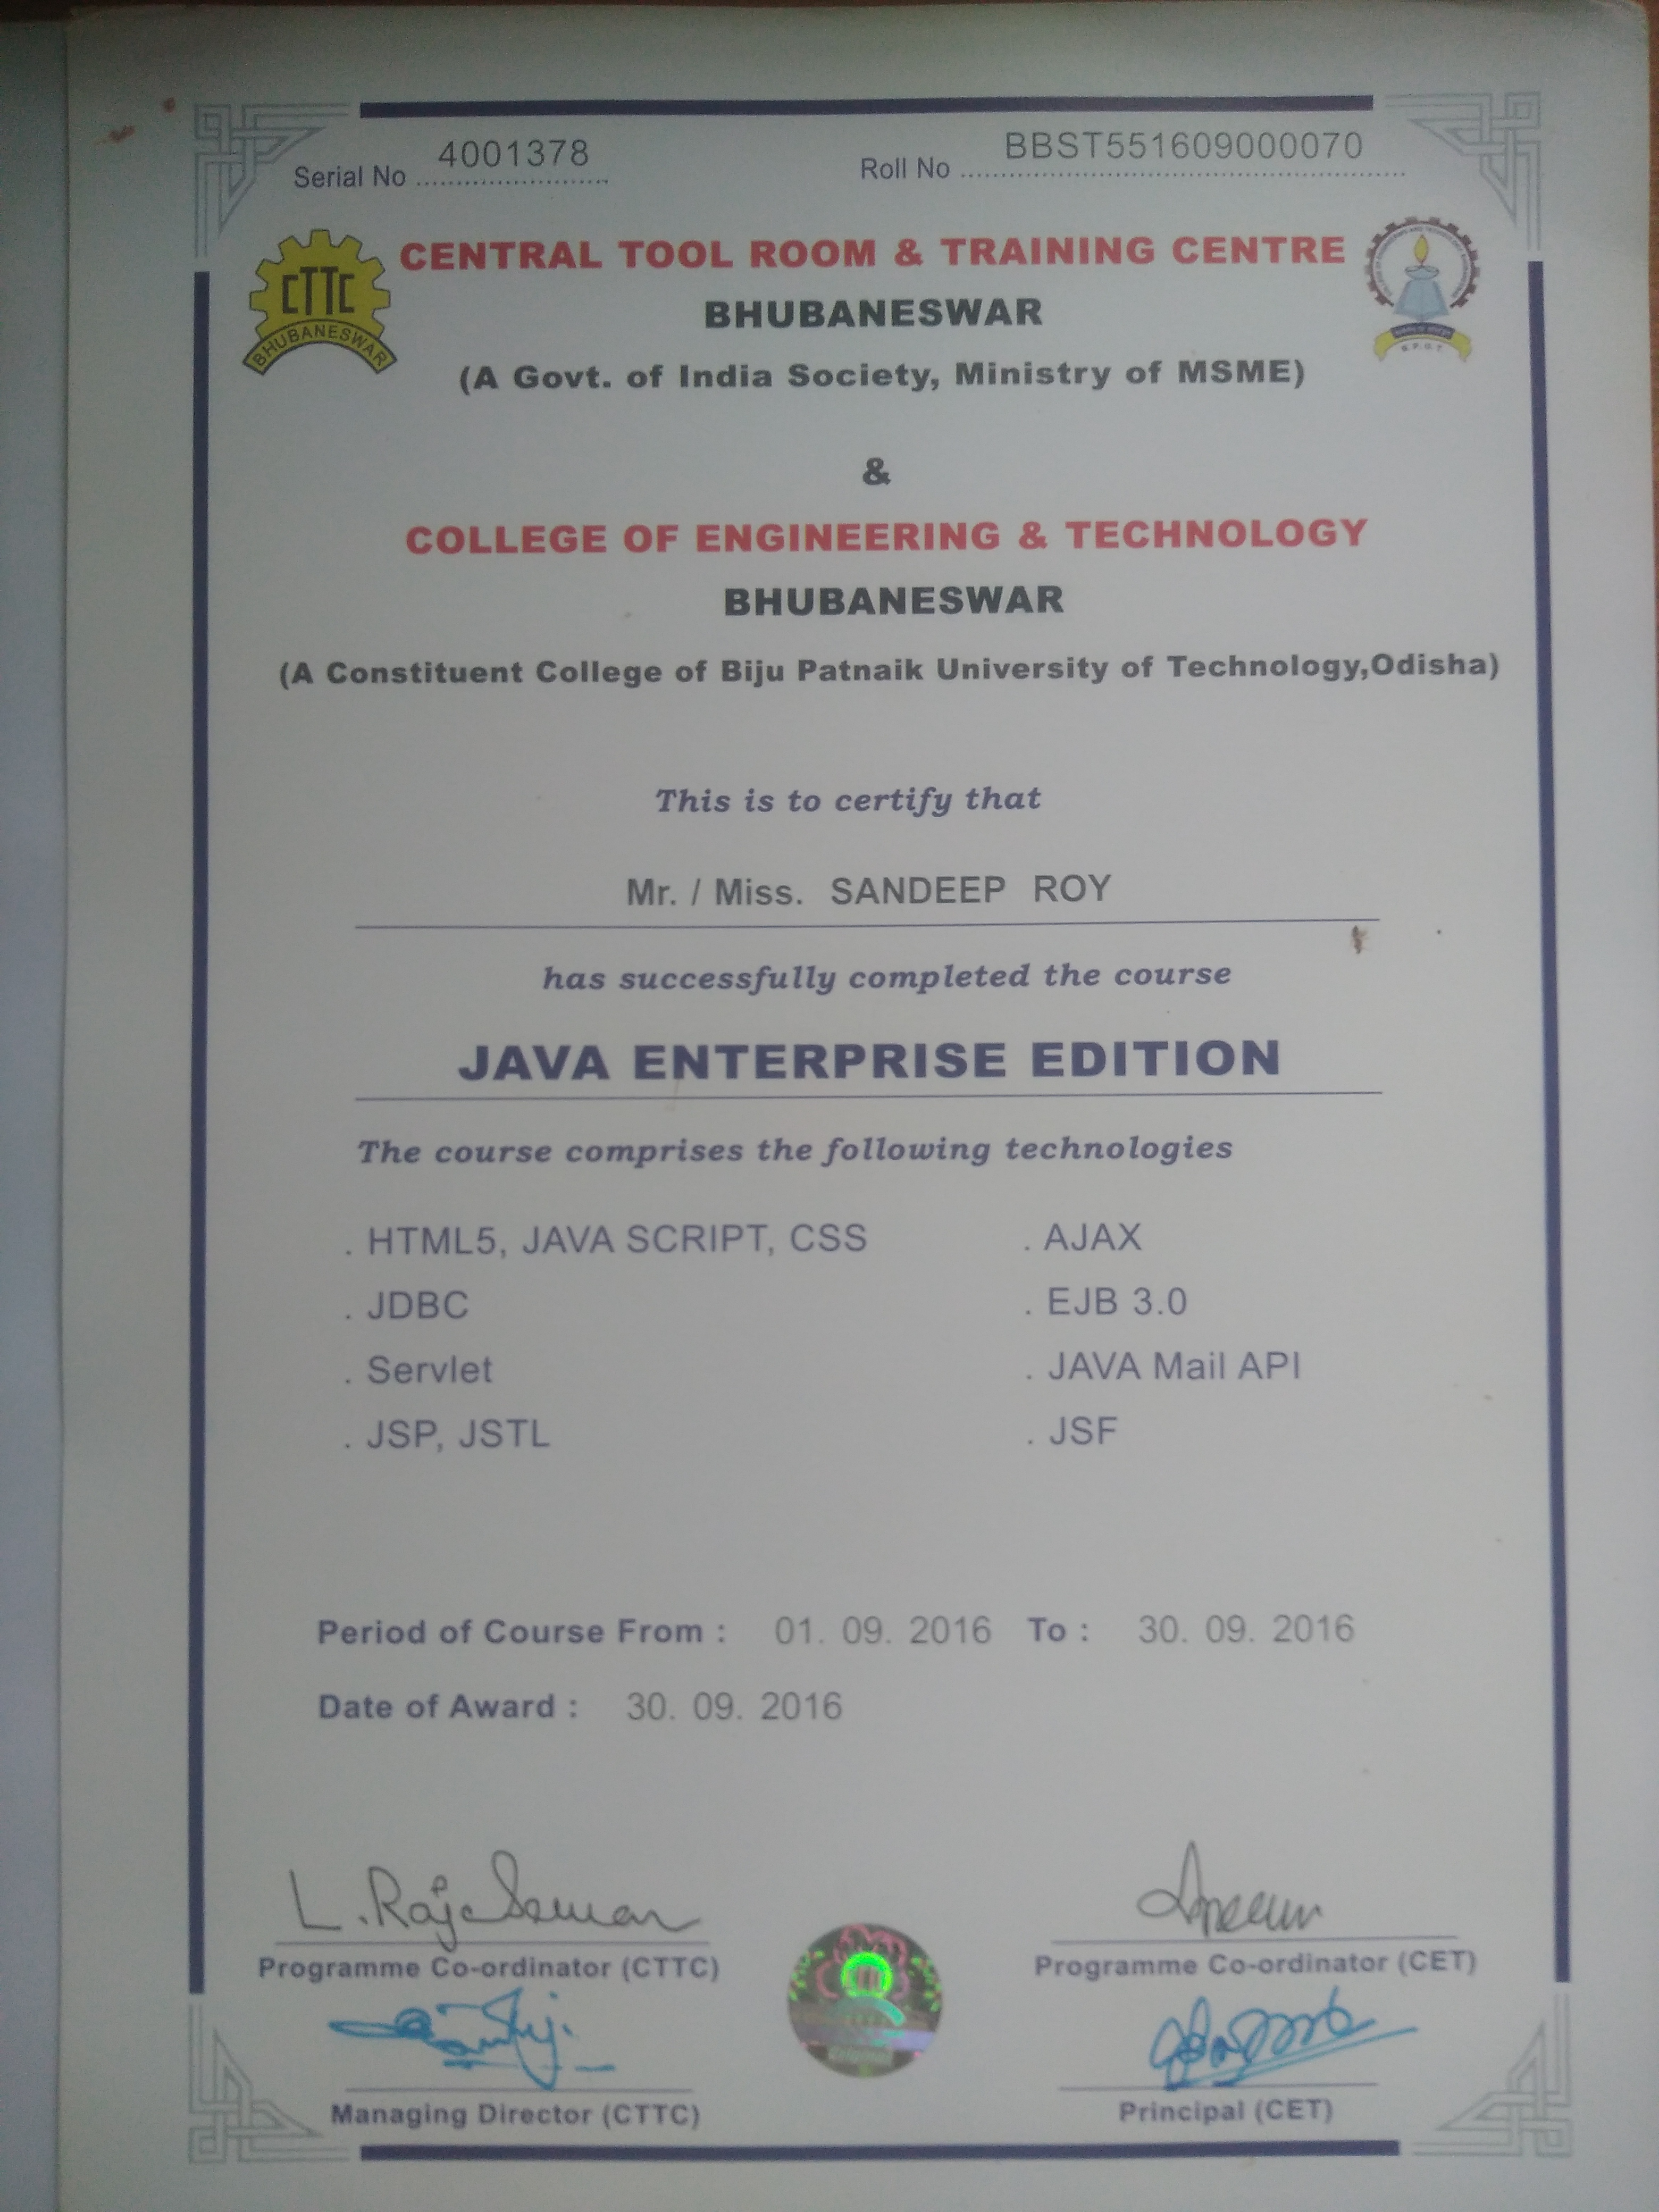 Serial No 4001378
Roll No BBST551609000070
CTTC
BHUBANESWAR
CENTRAL TOOL ROOM & TRAINING CENTRE
BHUBANESWAR
(A Govt. of India Society, Ministry of MSME)
&
COLLEGE OF ENGINEERING & TECHNOLOGY
BHUBANESWAR
(A Constituent College of Biju Patnaik University of Technology,Odisha)
This is to certify that
Mr. / Miss. SANDEEP ROY
has successfully completed the course
JAVA ENTERPRISE EDITION
The course comprises the following technologies
. HTML5, JAVA SCRIPT, CSS
. JDBC
. Servlet
. JSP, JSTL
. AJAX
. EJB 3.0
. JAVA Mail API
. JSF
Period of Course From : 01. 09. 2016 To : 30. 09. 2016
Date of Award : 30. 09. 2016
Programme Co-ordinator (CTTC)
Programme Co-ordinator (CET)
Managing Director (CTTC)
Principal (CET)